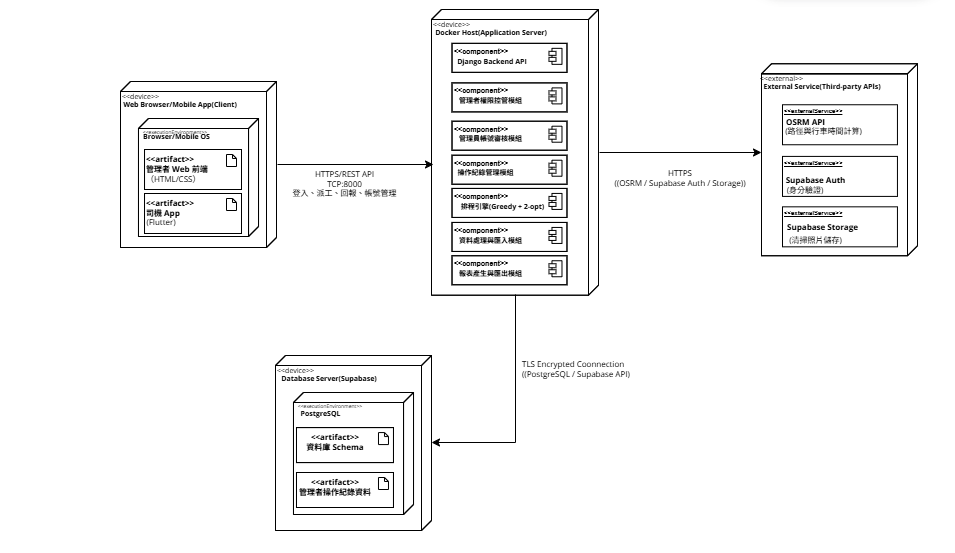 <<device>>
Web Browser/Mobile App(Client)
<<executionEnvironment>>
Browser/Mobile OS
<<artifact>>
管理者 Web 前端
(HTML/CSS)
<<artifact>>
司機 App
(Flutter)
HTTPS/REST API
TCP:8000
登入、派工、回報、帳號管理
<<device>>
Docker Host(Application Server)
<<component>>
Django Backend API
<<component>>
管理者權限控管模組
<<component>>
管理員帳號審核模組
<<component>>
操作紀錄管理模組
<<component>>
排程引擎(Greedy + 2-opt)
<<component>>
資料處理與匯入模組
<<component>>
報表產生與匯出模組
HTTPS
((OSRM / Supabase Auth / Storage))
<<external>>
External Service(Third-party APIs)
<<externalService>>
OSRM API
(路徑與行車時間計算)
<<externalService>>
Supabase Auth
(身分驗證)
<<externalService>>
Supabase Storage
(清掃照片儲存)
TLS Encrypted Coonnection
((PostgreSQL / Supabase API)
<<device>>
Database Server(Supabase)
<<executionEnvironment>>
PostgreSQL
<<artifact>>
資料庫 Schema
<<artifact>>
管理者操作紀錄資料